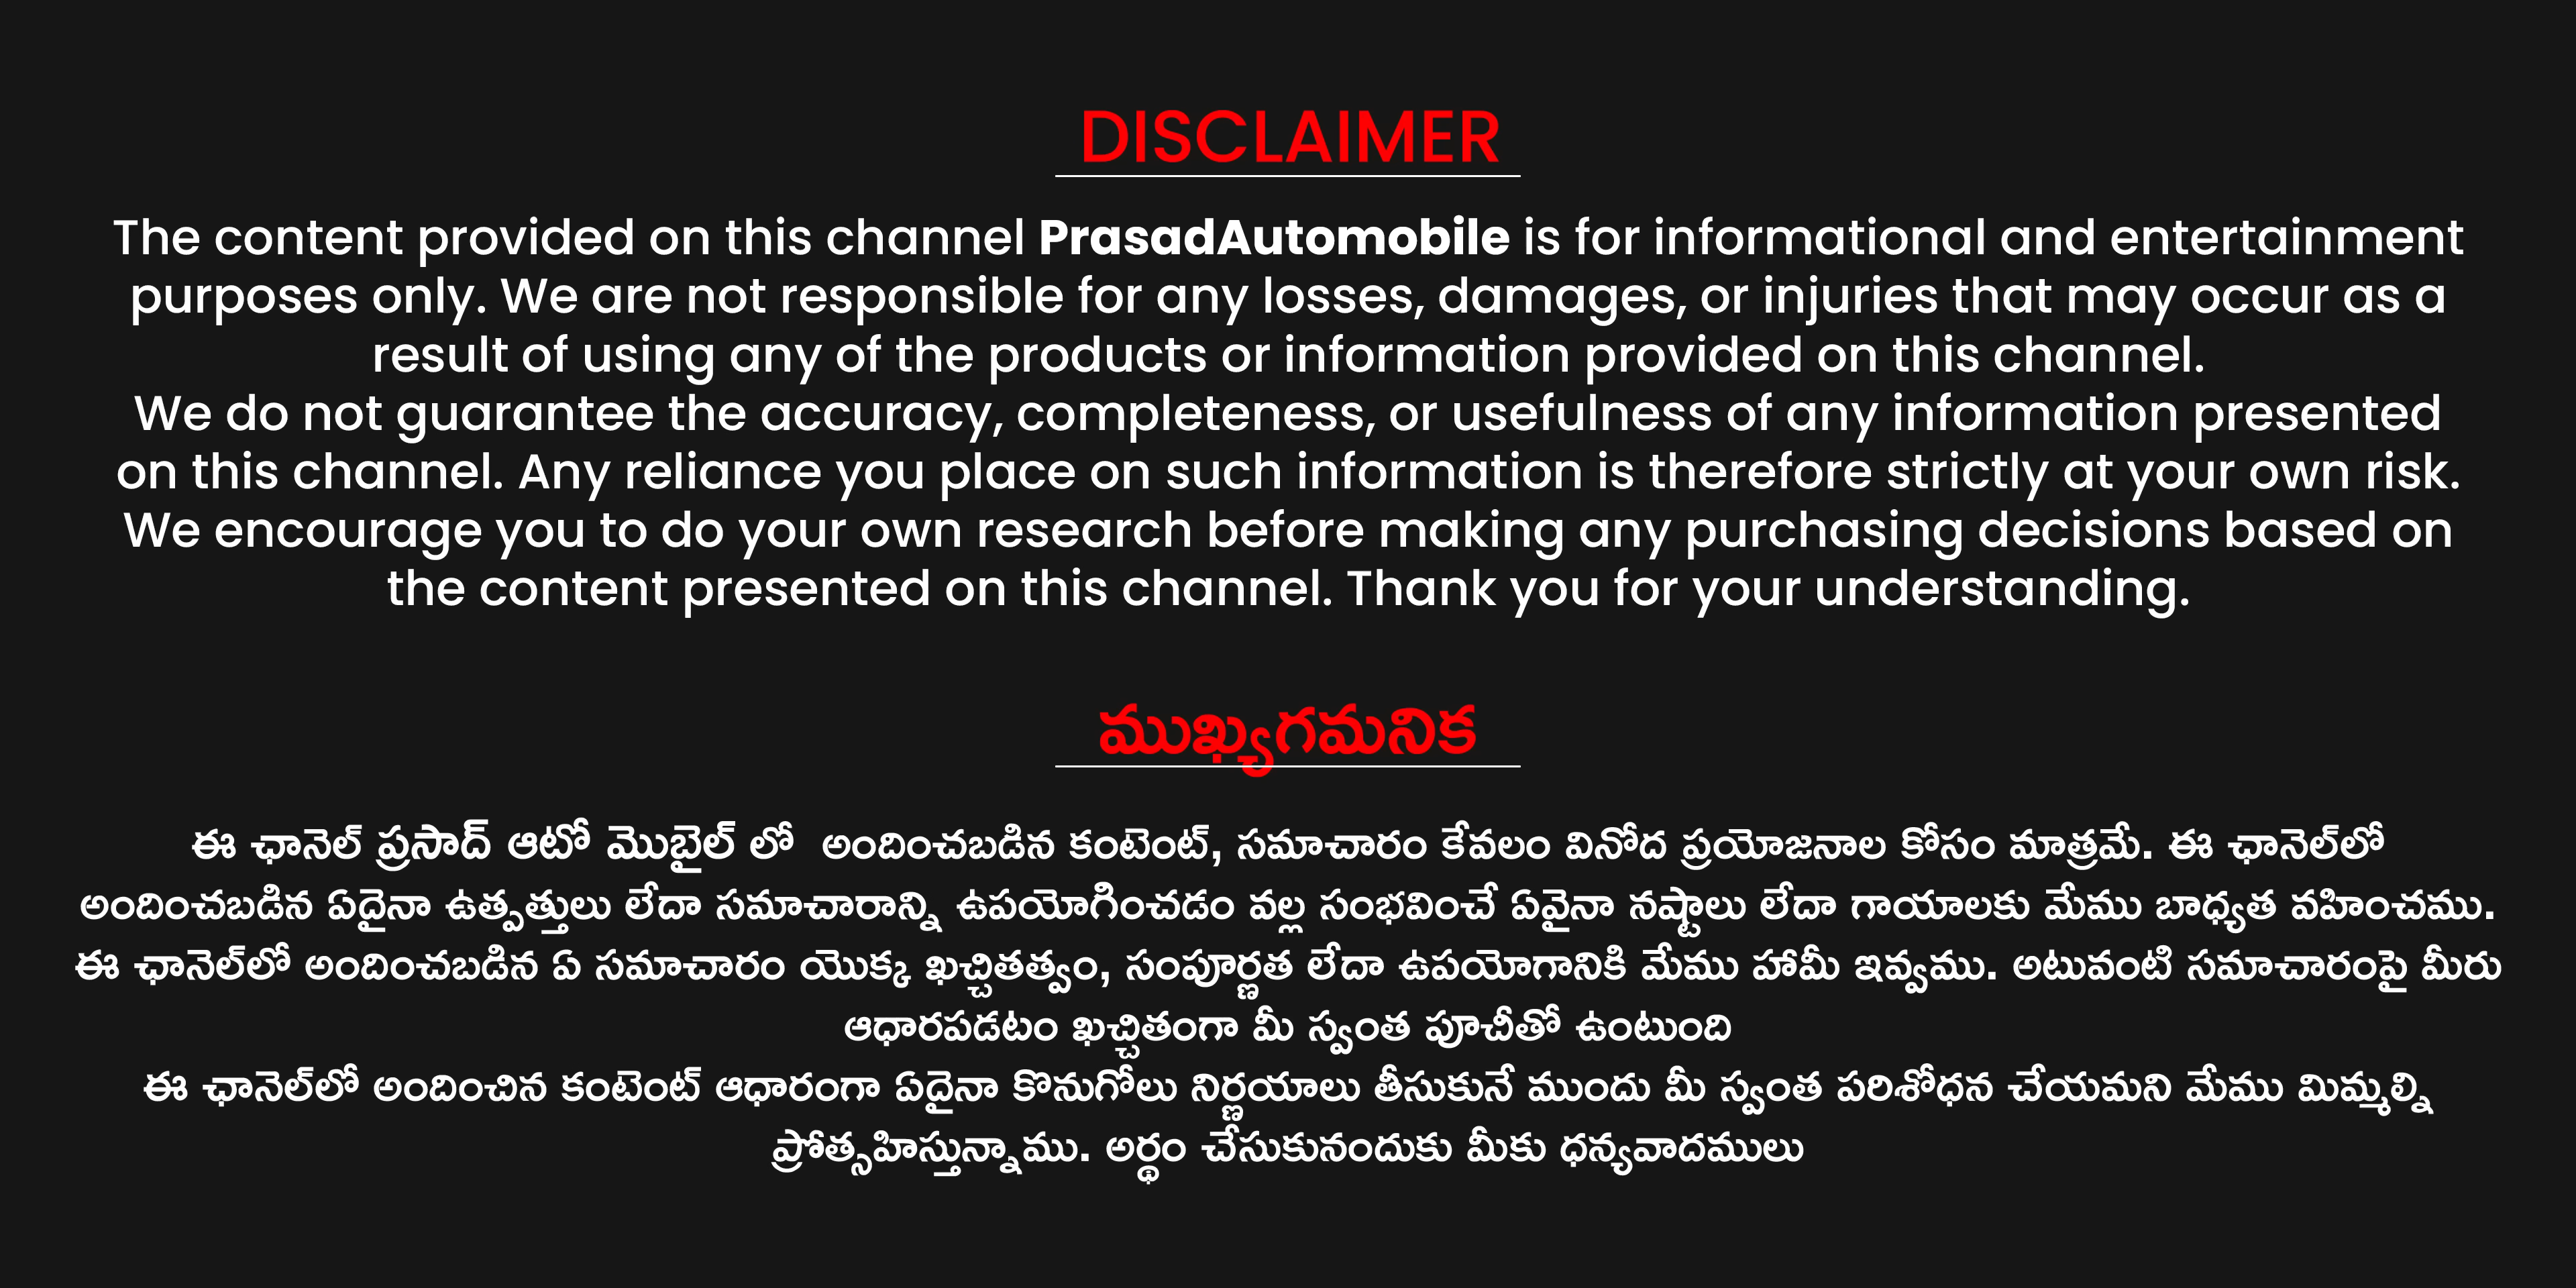 DISCLAIMER
The content provided on this channel PrasadAutomobile is for informational and entertainment
purposes only. We are not responsible for any losses, damages, or injuries that may occur as a
result of using any of the products or information provided on this channel.
We do not guarantee the accuracy, completeness, or usefulness of any information presented
on this channel. Any reliance you place on such information is therefore strictly at your own risk.
We encourage you to do your own research before making any purchasing decisions based on
the content presented on this channel. Thank you for your understanding.
ముఖ్యగమనిక
ఈ ఛానెల్ ప్రసాద్ ఆటో మొబైల్ లో  అందించబడిన కంటెంట్, సమాచారం కేవలం వినోద ప్రయోజనాల కోసం మాత్రమే. ఈ ఛానెల్‌లో
అందించబడిన ఏదైనా ఉత్పత్తులు లేదా సమాచారాన్ని ఉపయోగించడం వల్ల సంభవించే ఏవైనా నష్టాలు లేదా గాయాలకు మేము బాధ్యత వహించము.
ఈ ఛానెల్‌లో అందించబడిన ఏ సమాచారం యొక్క ఖచ్చితత్వం, సంపూర్ణత లేదా ఉపయోగానికి మేము హామీ ఇవ్వము. అటువంటి సమాచారంపై మీరు
ఆధారపడటం ఖచ్చితంగా మీ స్వంత పూచీతో ఉంటుంది
ఈ ఛానెల్‌లో అందించిన కంటెంట్ ఆధారంగా ఏదైనా కొనుగోలు నిర్ణయాలు తీసుకునే ముందు మీ స్వంత పరిశోధన చేయమని మేము మిమ్మల్ని
ప్రోత్సహిస్తున్నాము. అర్థం చేసుకునందుకు మీకు ధన్యవాదములు